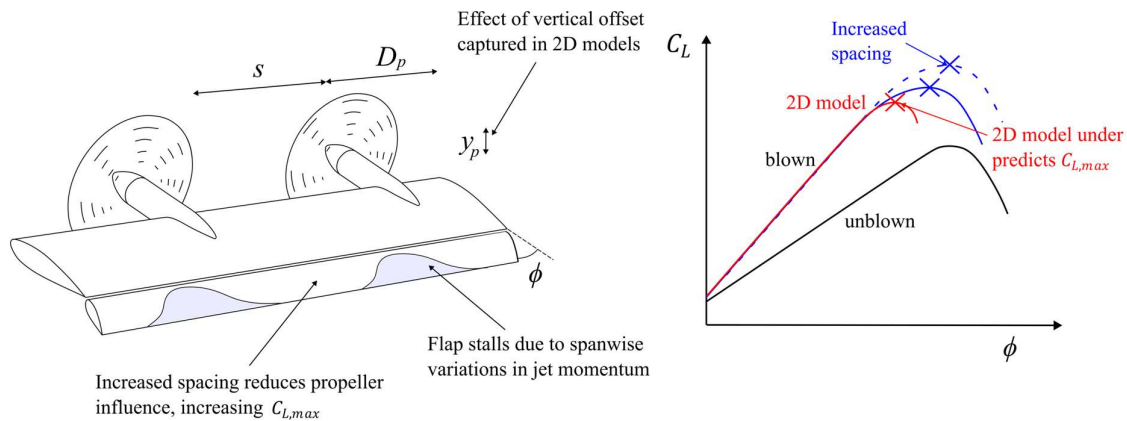 Effect of vertical offset
captured in 2D models
s
D_p
y_p
ϕ
Flap stalls due to spanwise
variations in jet momentum
Increased spacing reduces propeller
influence, increasing C_{L,max}
C_L
Increased
spacing
2D model
2D model under
predicts C_{L,max}
blown
unblown
ϕ